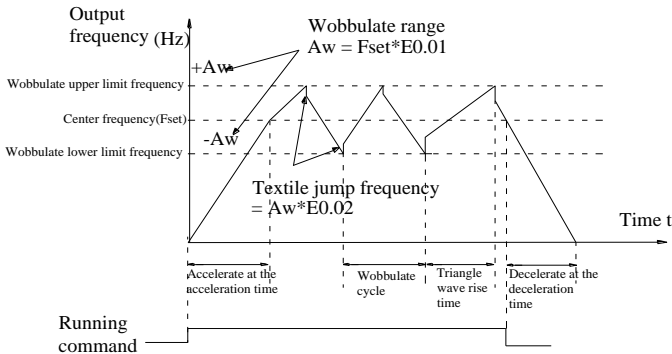 Output
frequency (Hz)
Wobbulate range
Aw = Fset*E0.01
+Aw
Wobbulate upper limit frequency
Center frequency(Fset)
-Aw
Wobbulate lower limit frequency
Textile jump frequency
= Aw*E0.02
Time t
Accelerate at the
acceleration time
Wobbulate
cycle
Triangle
wave rise
time
Decelerate at the
deceleration
time
Running
command